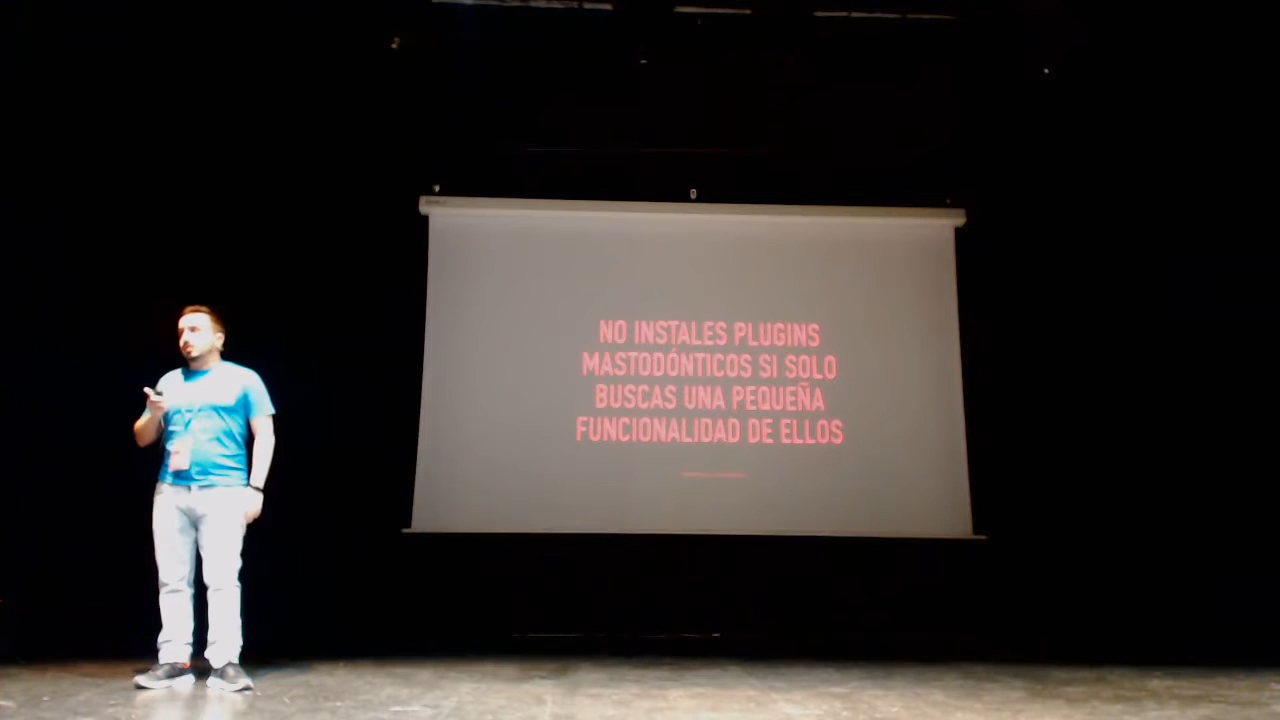 NO INSTALES PLUGINS
MASTODÓNTICOS SI SOLO
BUSCAS UNA PEQUEÑA
FUNCIONALIDAD DE ELLOS